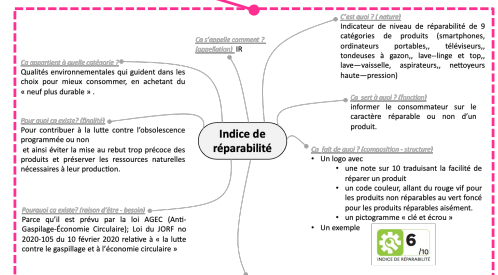 C'est quoi ? ( nature)
Indicateur de niveau de réparabilité de 9
catégories de produits (smartphones,
ordinateurs portables,, téléviseurs,,
tondeuses à gazon,, lave–linge et top,,
lave—vaisselle, aspirateurs,, nettoyeurs
haute—pression)
Ça s'appelle comment ?
(appellation) IR
Ça appartient à quelle catégorie ?
Qualités environnementales qui guident dans les
choix pour mieux consommer, en achetant du
« neuf plus durable » .
Ça sert à quoi ? (fonction)
informer le consommateur sur le
caractère réparable ou non d'un
produit.
Pour quoi ça existe? (finalité)
Pour contribuer à la lutte contre l'obsolescence
programmée ou non
et ainsi éviter la mise au rebut trop précoce des
produits et préserver les ressources naturelles
nécessaires à leur production.
Indice de
réparabilité
Ça fait de quoi ? (composition - structure)
• Un logo avec
• une note sur 10 traduisant la facilité de
réparer un produit
• un code couleur, allant du rouge vif pour
les produits non réparables au vert foncé
pour les produits réparables aisément.
• un pictogramme « clé et écrou »
• Un exemple
6
/10
INDICE DE RÉPARABILITÉ
Pourquoi ça existe? (raison d'être - besoin)
Parce qu'il est prévu par la loi AGEC (Anti-
Gaspilage-Économie Circulaire); Loi du JORF no
2020-105 du 10 février 2020 relative à « la lutte
contre le gaspillage et à l'économie circulaire »